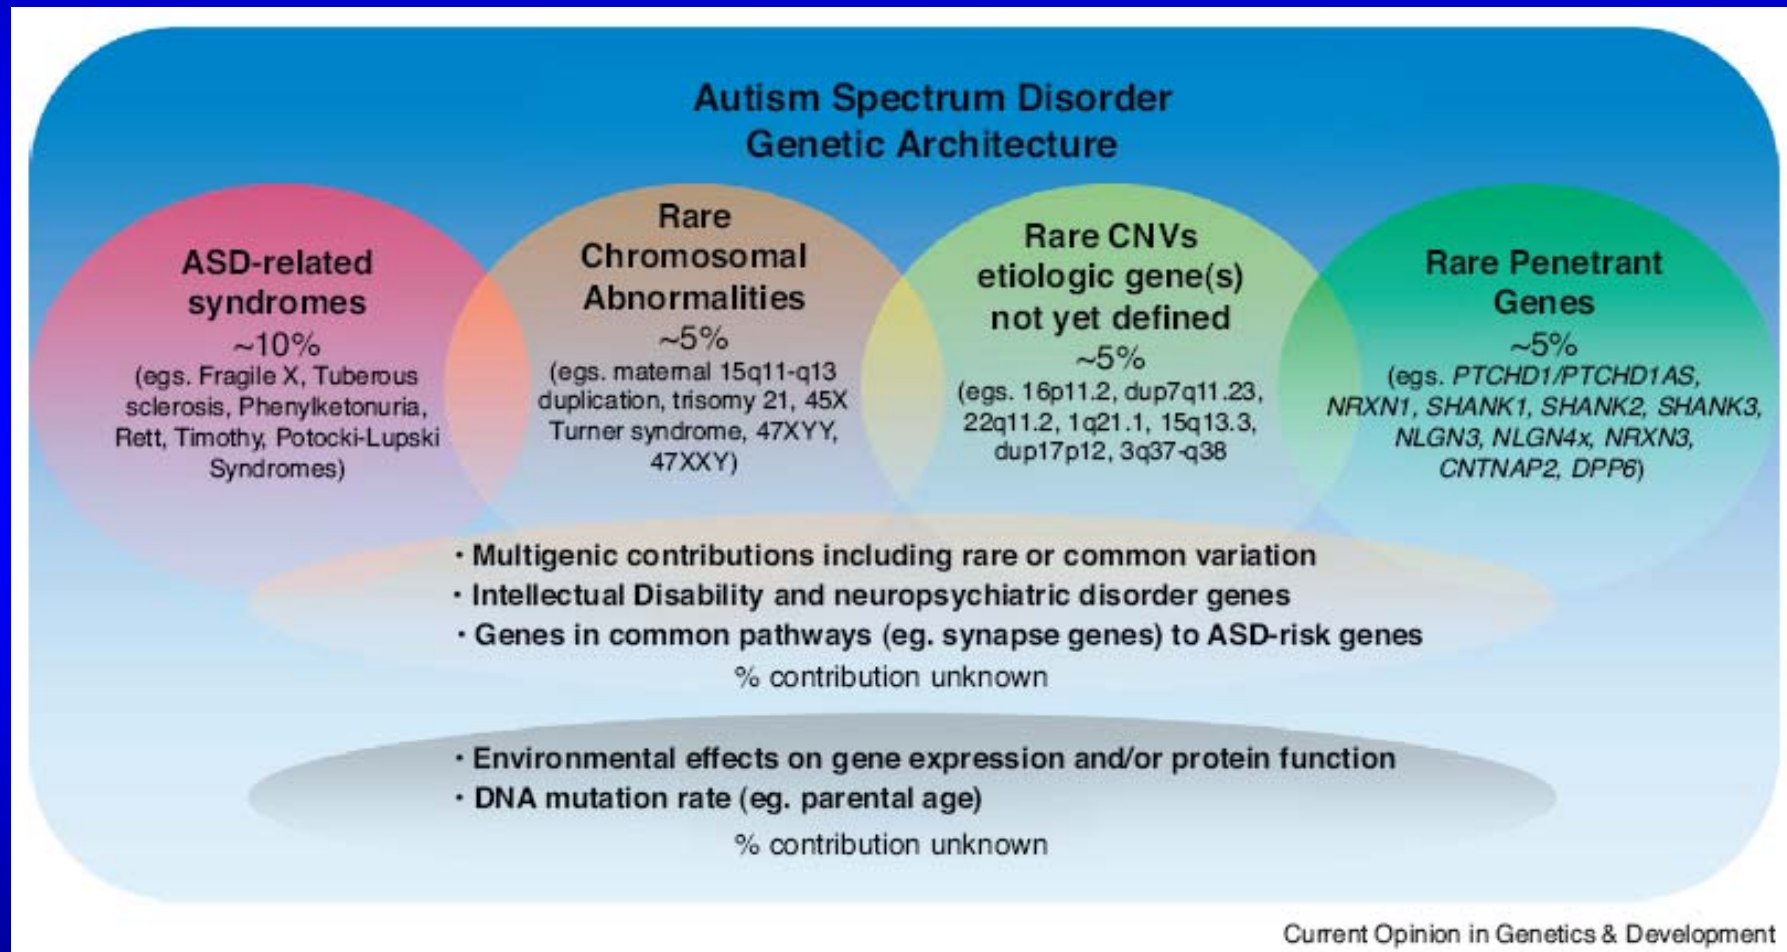 Autism Spectrum Disorder
Genetic Architecture
ASD-related
syndromes
~10%
(egs. Fragile X, Tuberous
sclerosis, Phenylketonuria,
Rett, Timothy, Potocki-Lupski
Syndromes)
Rare
Chromosomal
Abnormalities
~5%
(egs. maternal 15q11-q13
duplication, trisomy 21, 45X
Turner syndrome, 47XYY,
47XXY)
Rare CNVs
etiologic gene(s)
not yet defined
~5%
(egs. 16p11.2, dup7q11.23,
22q11.2, 1q21.1, 15q13.3,
dup17p12, 3q37-q38
Rare Penetrant
Genes
~5%
(egs. PTCHD1/PTCHD1AS,
NRXN1, SHANK1, SHANK2, SHANK3,
NLGN3, NLGN4x, NRXN3,
CNTNAP2, DPP6)
· Multigenic contributions including rare or common variation
· Intellectual Disability and neuropsychiatric disorder genes
· Genes in common pathways (eg. synapse genes) to ASD-risk genes
% contribution unknown
· Environmental effects on gene expression and/or protein function
· DNA mutation rate (eg. parental age)
% contribution unknown
Current Opinion in Genetics & Development